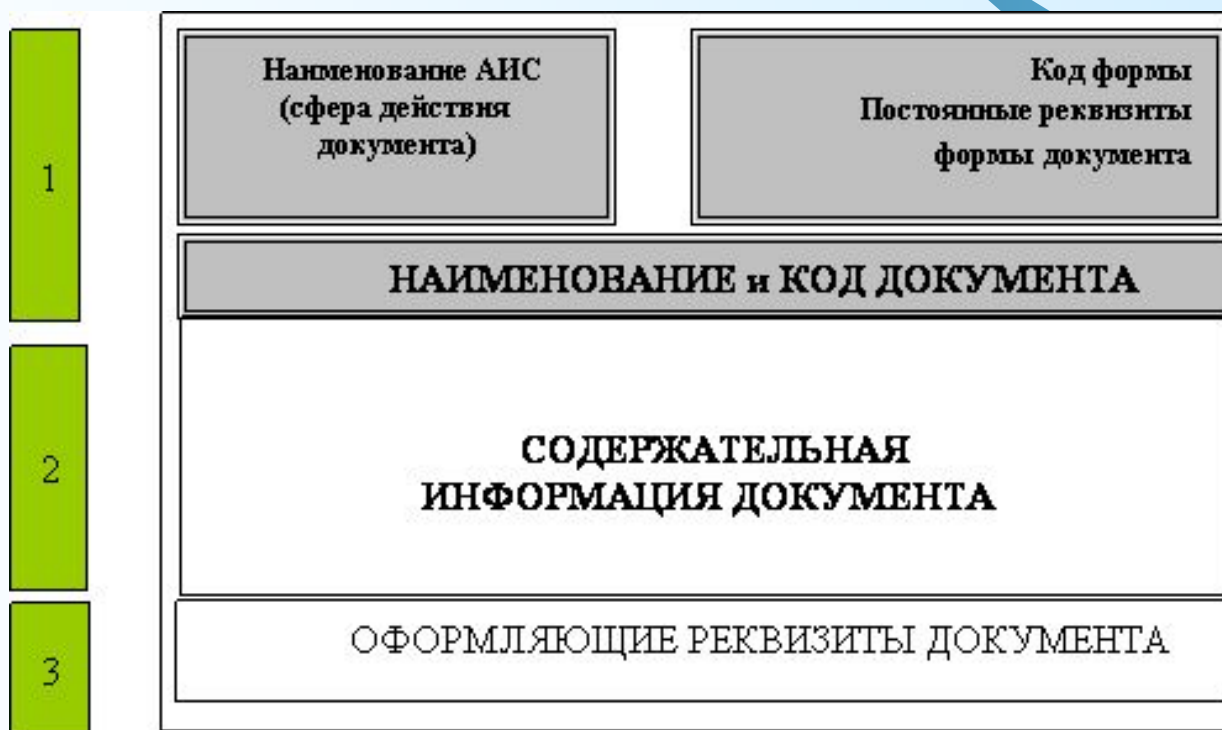 1
Наименование АИС
(сфера действия
документа)
Код формы
Постоянные реквизиты
формы документа
НАИМЕНОВАНИЕ и КОД ДОКУМЕНТА
2
СОДЕРЖАТЕЛЬНАЯ
ИНФОРМАЦИЯ ДОКУМЕНТА
3
ОФОРМЛЯЮЩИЕ РЕКВИЗИТЫ ДОКУМЕНТА